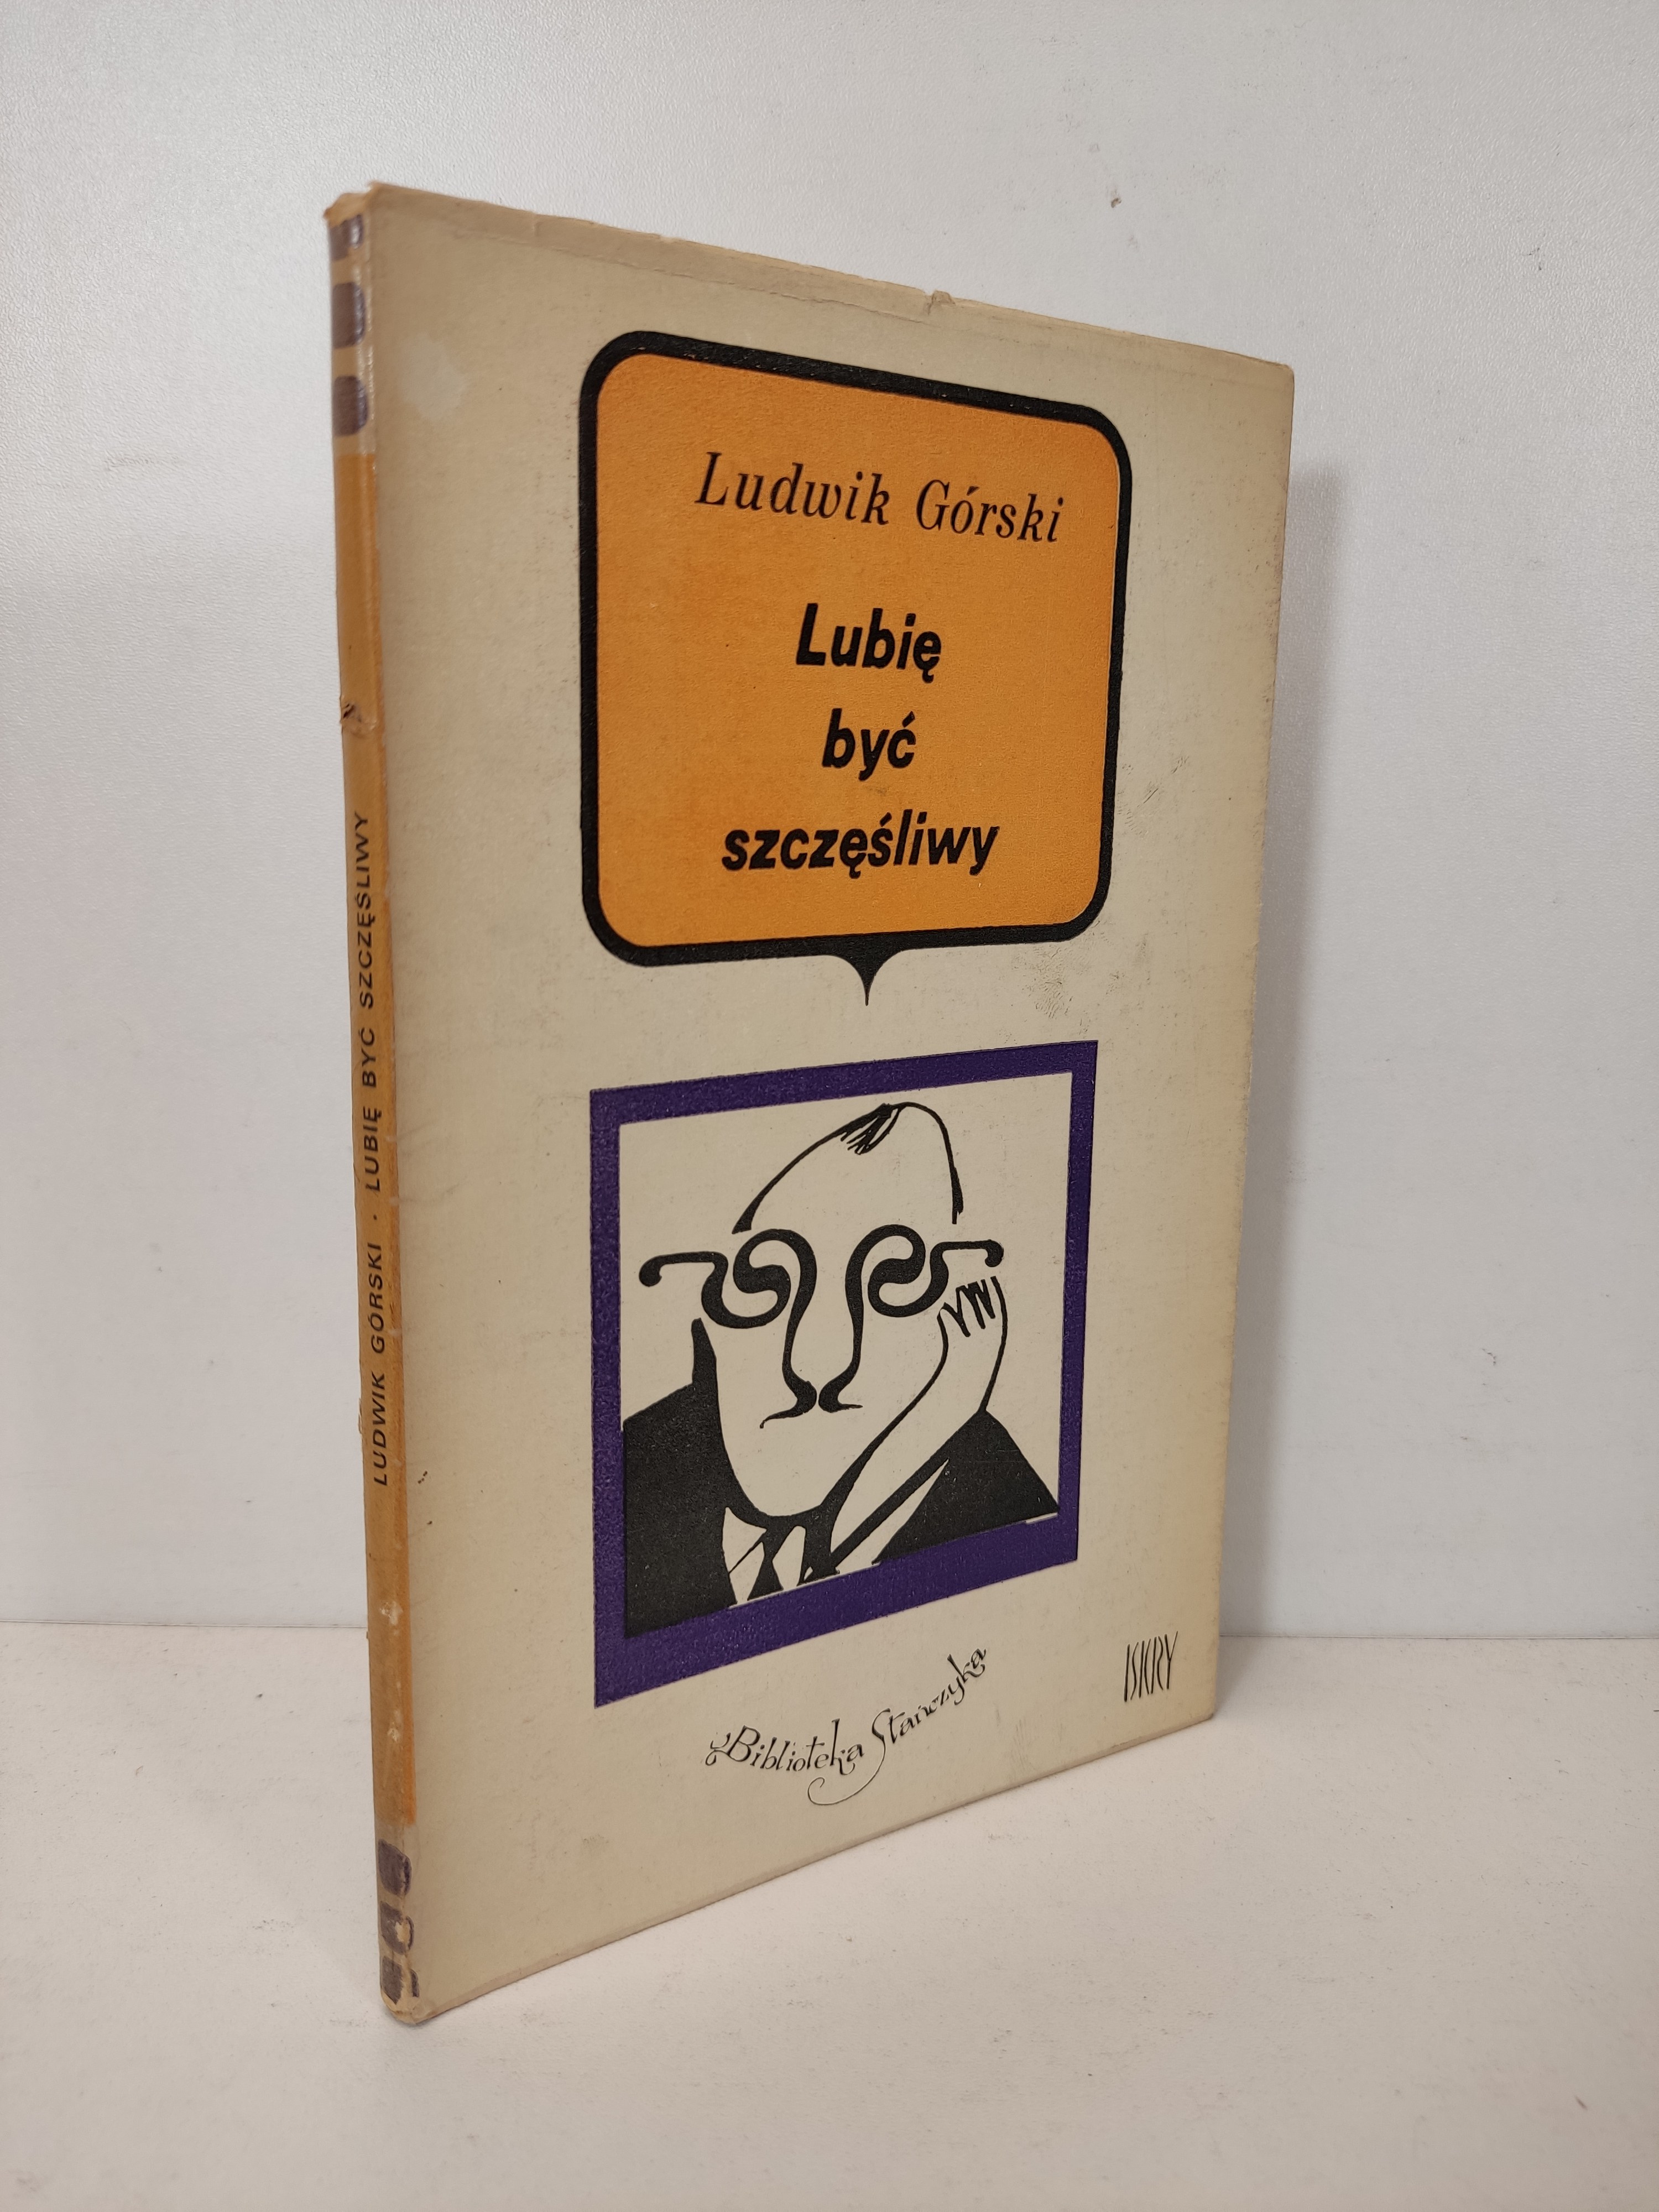 Ludwik Górski
Lubię
być
szczęśliwy
Biblioteka Stańczyka
ISKRY
LUDWIK GÓRSKI · LUBIĘ BYĆ SZCZĘŚLIWY